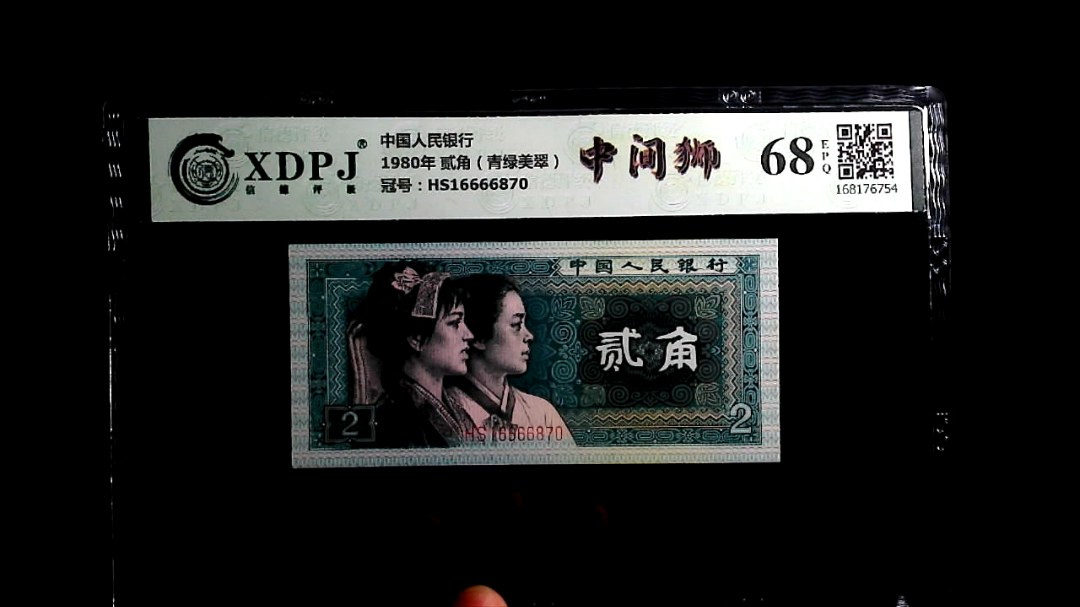 XDPJ®
信德评级
中国人民银行
1980年 贰角（青绿美翠）
冠号：HS16666870
中间狮
68 EPQ
168176754
中国人民银行
贰角
2
2
HS16666870